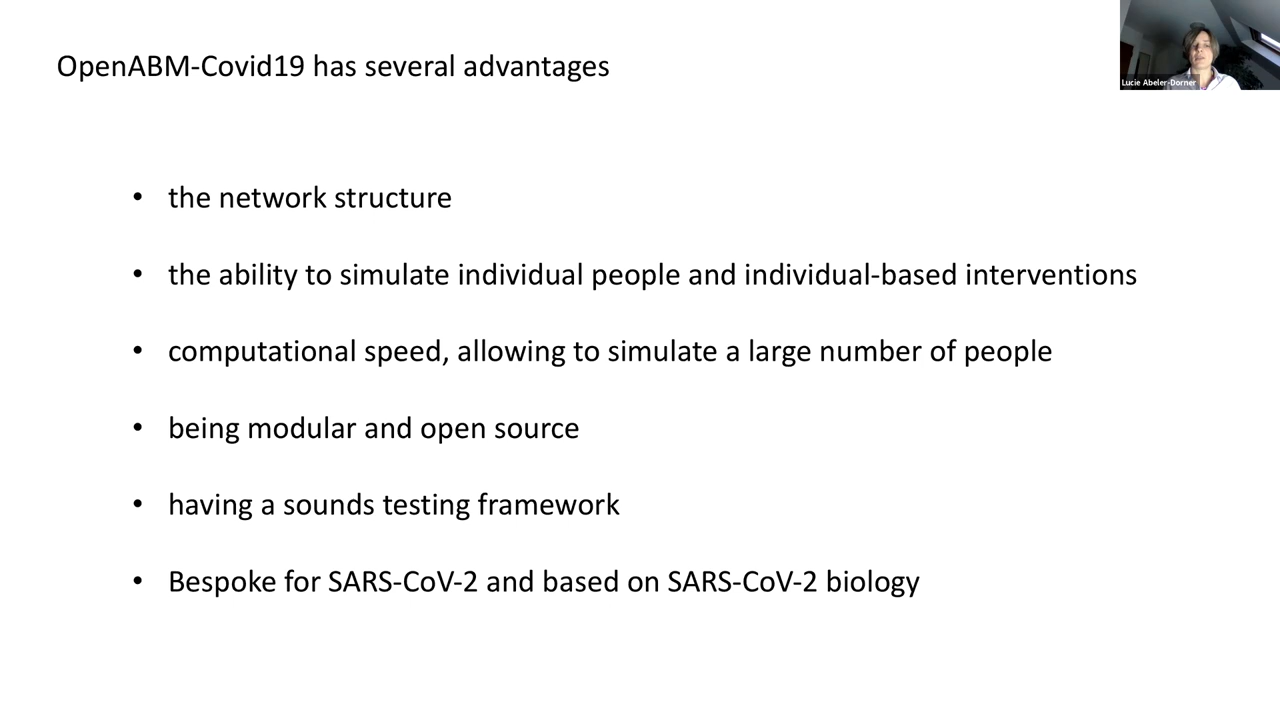 OpenABM-Covid19 has several advantages
Lucie Abeler-Dorner
• the network structure
• the ability to simulate individual people and individual-based interventions
• computational speed, allowing to simulate a large number of people
• being modular and open source
• having a sounds testing framework
• Bespoke for SARS-CoV-2 and based on SARS-CoV-2 biology